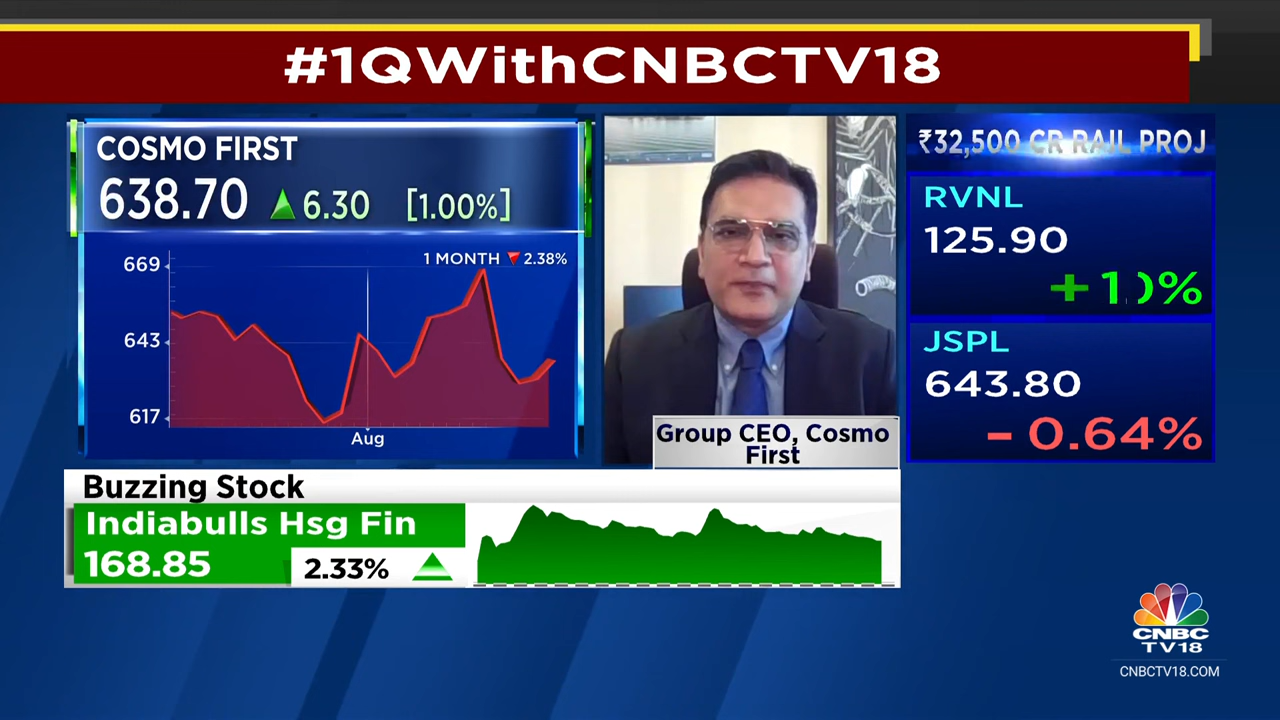 #1QWithCNBCTV18
COSMO FIRST
638.70 ▲ 6.30 [1.00%]
1 MONTH ▼ 2.38%
669
643
617
Aug
Group CEO, Cosmo
First
₹32,500 CR RAIL PROJ
RVNL
125.90
JSPL
643.80
- 0.64%
Buzzing Stock
Indiabulls Hsg Fin
168.85
2.33%
CNBC
TV18
CNBCTV18.COM